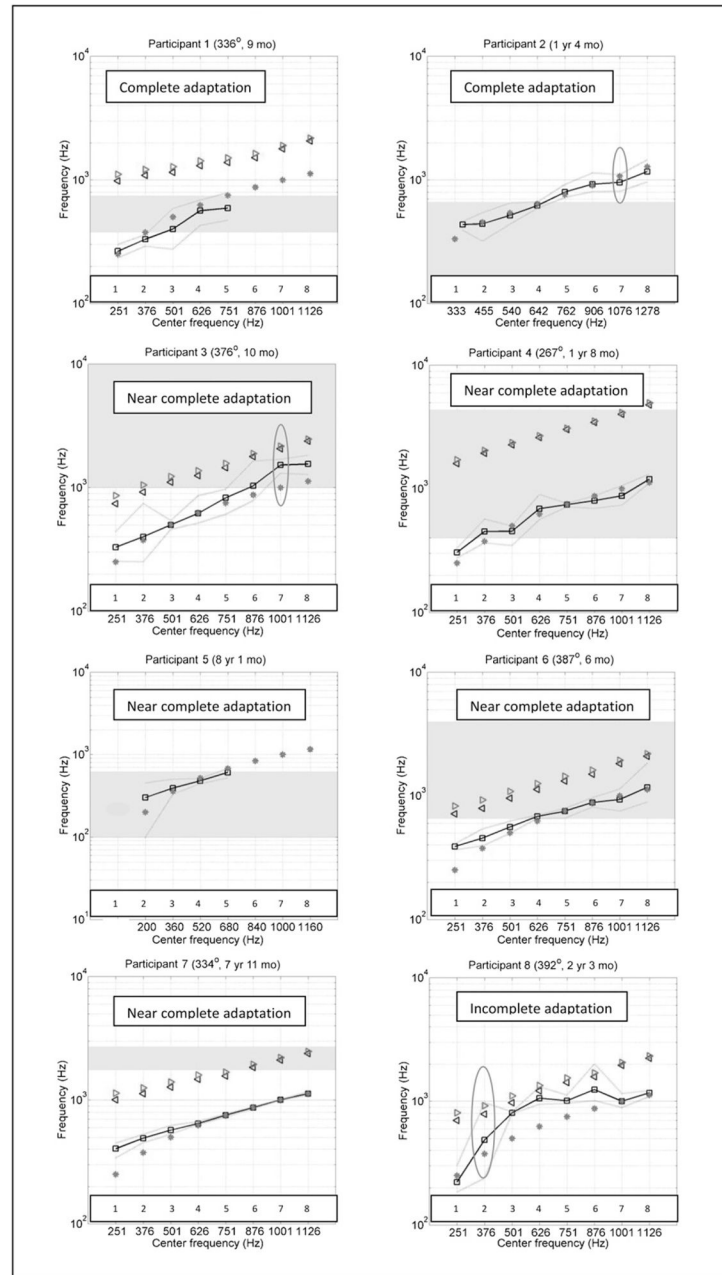 Participant 1 (336°, 9 mo)
10⁴
Complete adaptation
Frequency (Hz)
10³
10²
1 2 3 4 5 6 7 8
251 376 501 626 751 876 1001 1126
Center frequency (Hz)
Participant 2 (1 yr 4 mo)
10⁴
Complete adaptation
Frequency (Hz)
10³
10²
1 2 3 4 5 6 7 8
333 455 540 642 762 906 1076 1278
Center frequency (Hz)
Participant 3 (376°, 10 mo)
10⁴
Near complete adaptation
Frequency (Hz)
10³
10²
1 2 3 4 5 6 7 8
251 376 501 626 751 876 1001 1126
Center frequency (Hz)
Participant 4 (267°, 1 yr 8 mo)
10⁴
Near complete adaptation
Frequency (Hz)
10³
10²
1 2 3 4 5 6 7 8
251 376 501 626 751 876 1001 1126
Center frequency (Hz)
Participant 5 (8 yr 1 mo)
10⁴
Near complete adaptation
Frequency (Hz)
10³
10²
10¹
1 2 3 4 5 6 7 8
200 360 520 680 840 1000 1160
Center frequency (Hz)
Participant 6 (387°, 6 mo)
10⁴
Near complete adaptation
Frequency (Hz)
10³
10²
1 2 3 4 5 6 7 8
251 376 501 626 751 876 1001 1126
Center frequency (Hz)
Participant 7 (334°, 7 yr 11 mo)
10⁴
Near complete adaptation
Frequency (Hz)
10³
10²
1 2 3 4 5 6 7 8
251 376 501 626 751 876 1001 1126
Center frequency (Hz)
Participant 8 (392°, 2 yr 3 mo)
10⁴
Incomplete adaptation
Frequency (Hz)
10³
10²
1 2 3 4 5 6 7 8
251 376 501 626 751 876 1001 1126
Center frequency (Hz)